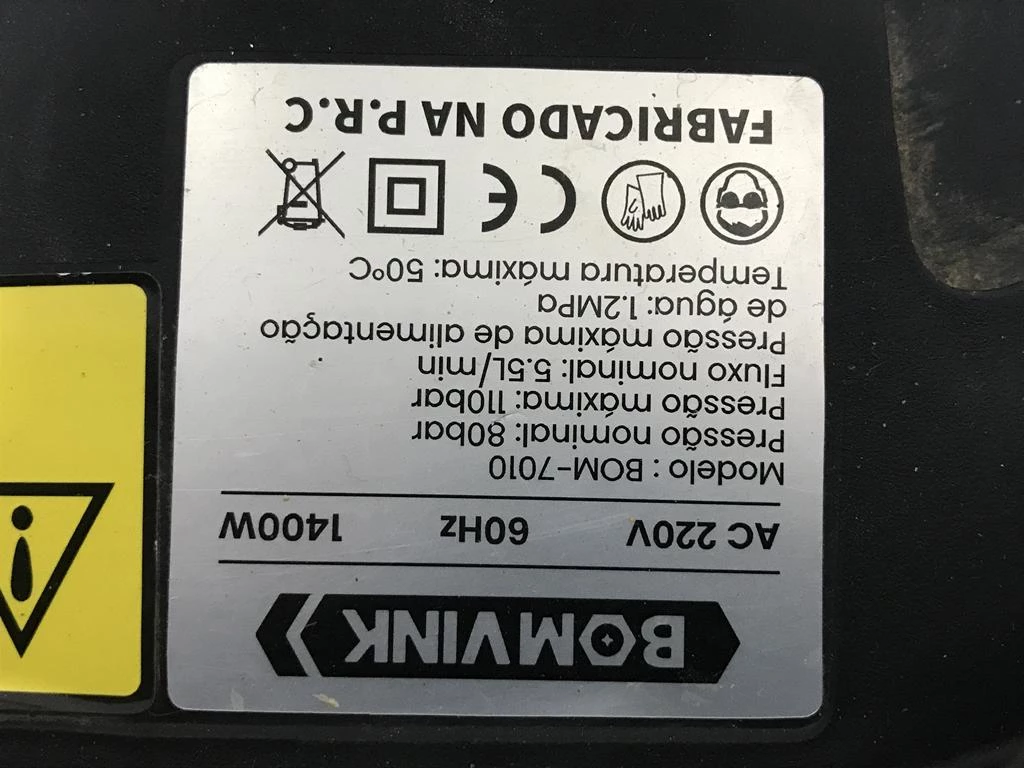 BOMVINK
AC 220V 60Hz 1400W
Modelo : BOM-7010
Pressão nominal: 80bar
Pressão máxima: 110bar
Fluxo nominal: 5.5L/min
Pressão máxima de alimentação
de água: 1.2MPa
Temperatura máxima: 50°C
CE
FABRICADO NA P.R.C